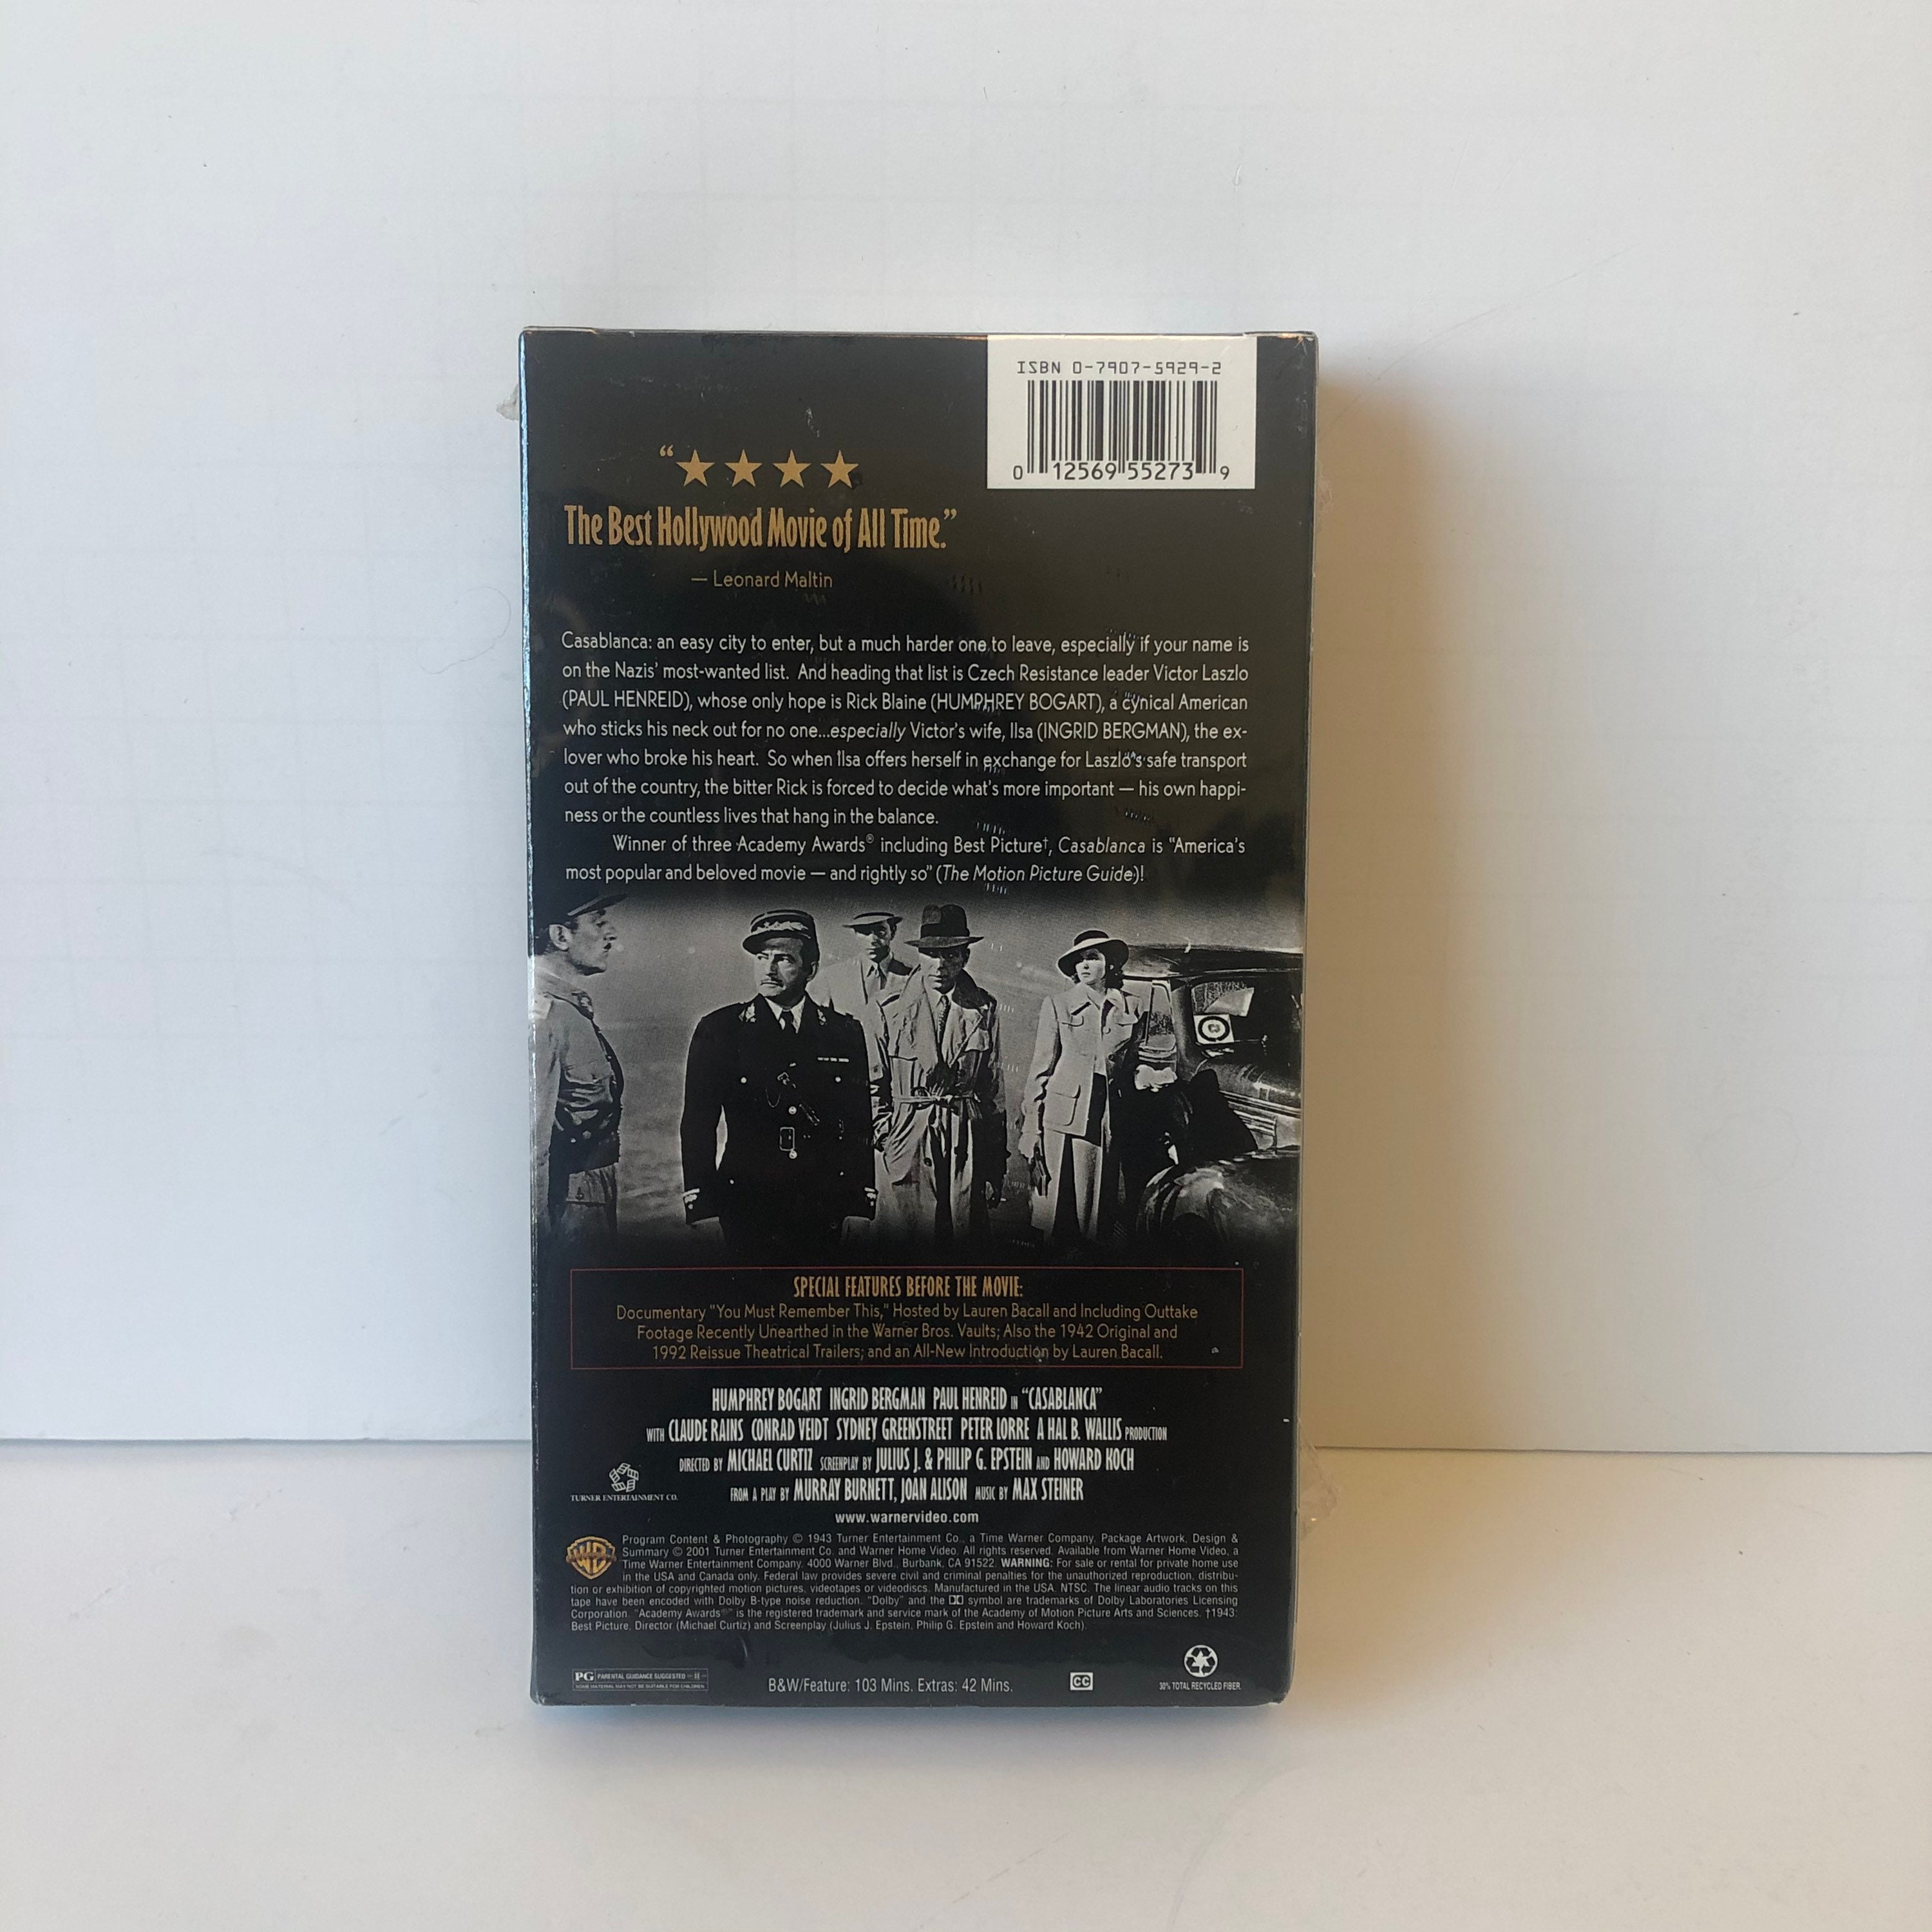 ISBN 0-7907-5929-2
0 12569 55273 9
“★★★★
The Best Hollywood Movie of All Time.”
— Leonard Maltin
Casablanca: an easy city to enter, but a much harder one to leave, especially if your name is
on the Nazis' most-wanted list. And heading that list is Czech Resistance leader Victor Laszlo
(PAUL HENREID), whose only hope is Rick Blaine (HUMPHREY BOGART), a cynical American
who sticks his neck out for no one...especially Victor's wife, Ilsa (INGRID BERGMAN), the ex-
lover who broke his heart. So when Ilsa offers herself in exchange for Laszlo's safe transport
out of the country, the bitter Rick is forced to decide what's more important — his own happi-
ness or the countless lives that hang in the balance.
Winner of three Academy Awards® including Best Picture†, Casablanca is "America's
most popular and beloved movie — and rightly so" (The Motion Picture Guide)!
SPECIAL FEATURES BEFORE THE MOVIE:
Documentary "You Must Remember This," Hosted by Lauren Bacall and Including Outtake
Footage Recently Unearthed in the Warner Bros. Vaults; Also the 1942 Original and
1992 Reissue Theatrical Trailers; and an All-New Introduction by Lauren Bacall.
HUMPHREY BOGART INGRID BERGMAN PAUL HENREID IN "CASABLANCA"
WITH CLAUDE RAINS CONRAD VEIDT SYDNEY GREENSTREET PETER LORRE A HAL B. WALLIS PRODUCTION
DIRECTED BY MICHAEL CURTIZ SCREENPLAY BY JULIUS J. & PHILIP G. EPSTEIN AND HOWARD KOCH
FROM A PLAY BY MURRAY BURNETT, JOAN ALISON MUSIC BY MAX STEINER
TURNER ENTERTAINMENT CO.
www.warnervideo.com
WB
Program Content & Photography © 1943 Turner Entertainment Co., a Time Warner Company. Package Artwork, Design &
Summary © 2001 Turner Entertainment Co. and Warner Home Video. All rights reserved. Available from Warner Home Video, a
Time Warner Entertainment Company, 4000 Warner Blvd., Burbank, CA 91522. WARNING: For sale or rental for private home use
in the USA and Canada only. Federal law provides severe civil and criminal penalties for the unauthorized reproduction, distribu-
tion or exhibition of copyrighted motion pictures, videotapes or videodiscs. Manufactured in the USA. NTSC. The linear audio tracks on this
tape have been encoded with Dolby B-type noise reduction. "Dolby" and the DD symbol are trademarks of Dolby Laboratories Licensing
Corporation. "Academy Awards®" is the registered trademark and service mark of the Academy of Motion Picture Arts and Sciences. †1943:
Best Picture, Director (Michael Curtiz) and Screenplay (Julius J. Epstein, Philip G. Epstein and Howard Koch).
PG PARENTAL GUIDANCE SUGGESTED
SOME MATERIAL MAY NOT BE SUITABLE FOR CHILDREN
B&W/Feature: 103 Mins. Extras: 42 Mins.
CC
30% TOTAL RECYCLED FIBER